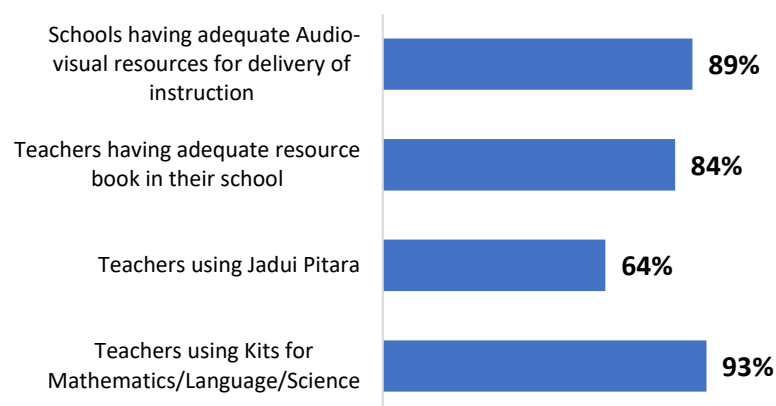 Schools having adequate Audio-
visual resources for delivery of
instruction
89%
Teachers having adequate resource
book in their school
84%
Teachers using Jadui Pitara
64%
Teachers using Kits for
Mathematics/Language/Science
93%